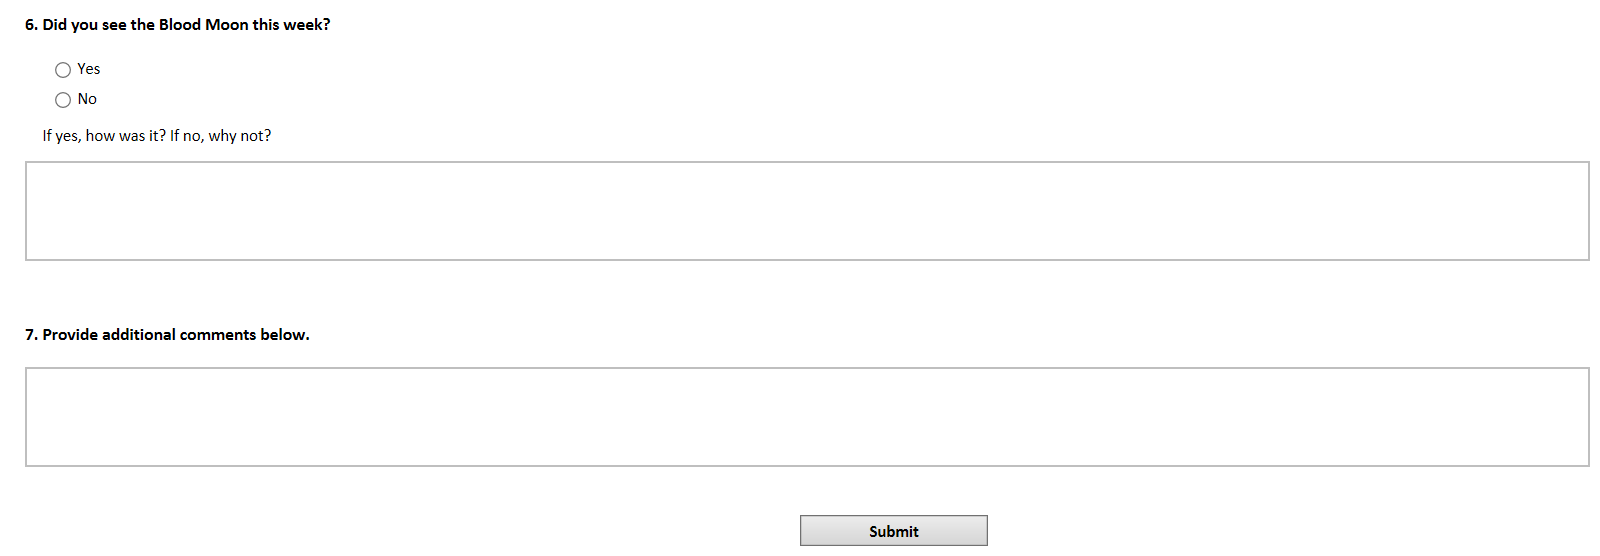 6. Did you see the Blood Moon this week?
Yes
No
If yes, how was it? If no, why not?
7. Provide additional comments below.
Submit